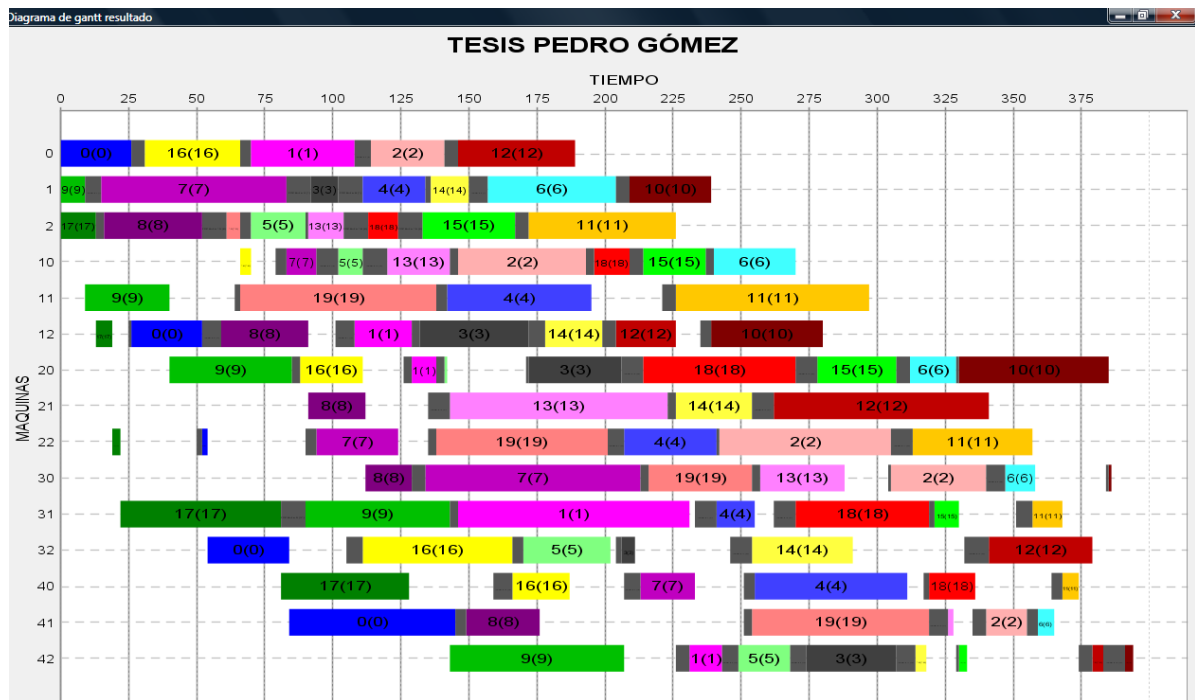 Diagrama de gantt resultado
TESIS PEDRO GÓMEZ
TIEMPO
0 25 50 75 100 125 150 175 200 225 250 275 300 325 350 375
MAQUINAS
0 0(0) 16(16) 1(1) 2(2) 12(12)
1 9(9) 7(7) 3(3) 4(4) 14(14) 6(6) 10(10)
2 17(17) 8(8) 5(5) 13(13) 18(18) 15(15) 11(11)
10 7(7) 5(5) 13(13) 2(2) 18(18) 15(15) 6(6)
11 9(9) 19(19) 4(4) 11(11)
12 0(0) 8(8) 1(1) 3(3) 14(14) 12(12) 10(10)
20 9(9) 16(16) 1(1) 3(3) 18(18) 15(15) 6(6) 10(10)
21 8(8) 13(13) 14(14) 12(12)
22 7(7) 19(19) 4(4) 2(2) 11(11)
30 8(8) 7(7) 19(19) 13(13) 2(2) 6(6)
31 17(17) 9(9) 1(1) 4(4) 18(18) 15(15) 11(11)
32 0(0) 16(16) 5(5) 14(14) 12(12)
40 17(17) 16(16) 7(7) 4(4) 18(18)
41 0(0) 8(8) 19(19) 2(2) 6(6)
42 9(9) 1(1) 5(5) 3(3)